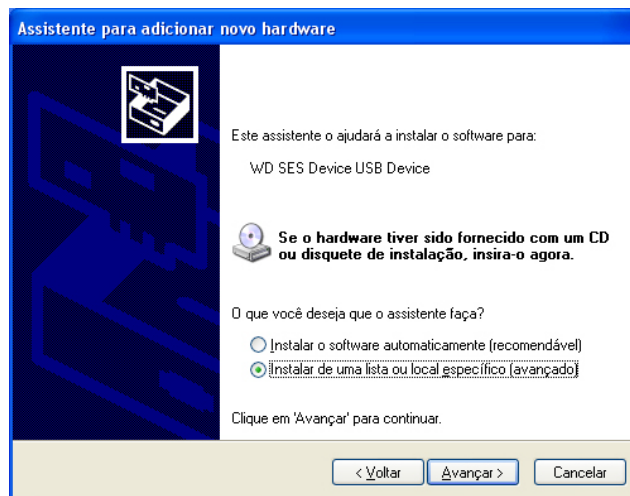 Assistente para adicionar novo hardware
Este assistente o ajudará a instalar o software para:
WD SES Device USB Device
Se o hardware tiver sido fornecido com um CD
ou disquete de instalação, insira-o agora.
O que você deseja que o assistente faça?
Instalar o software automaticamente (recomendável)
Instalar de uma lista ou local específico (avançado)
Clique em 'Avançar' para continuar.
< Voltar Avançar > Cancelar